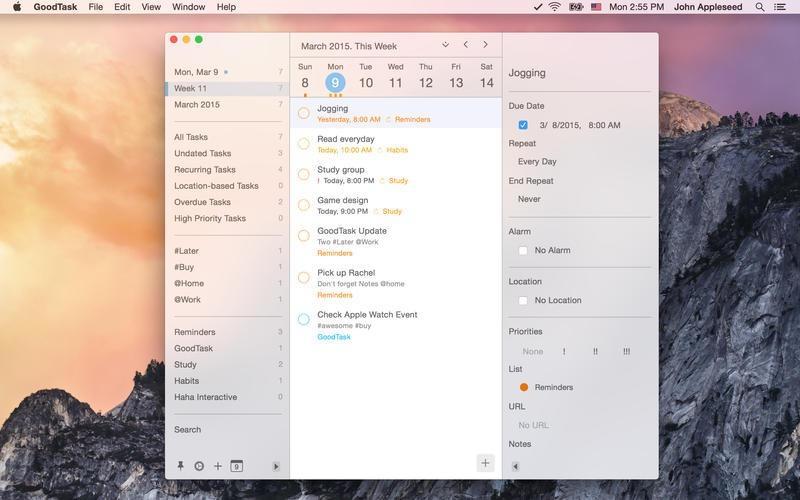 GoodTask File Edit View Window Help
Mon 2:55 PM John Appleseed
Mon, Mar 9 7
Week 11 7
March 2015 7
All Tasks 7
Undated Tasks 3
Recurring Tasks 4
Location-based Tasks 0
Overdue Tasks 2
High Priority Tasks 0
#Later 1
#Buy 1
@Home 1
@Work 1
Reminders 3
GoodTask 1
Study 2
Habits 1
Haha Interactive 0
Search
9
March 2015. This Week
Sun Mon Tue Wed Thu Fri Sat
8 9 10 11 12 13 14
Jogging
Yesterday, 8:00 AM Reminders
Read everyday
Today, 10:00 AM Habits
Study group
! Today, 8:00 PM Study
Game design
Today, 9:00 PM Study
GoodTask Update
Two #Later @Work
Reminders
Pick up Rachel
Don't forget Notes @home
Reminders
Check Apple Watch Event
#awesome #buy
GoodTask
Jogging
Due Date
3/ 8/2015, 8:00 AM
Repeat
Every Day
End Repeat
Never
Alarm
No Alarm
Location
No Location
Priorities
None ! !! !!!
List
Reminders
URL
No URL
Notes